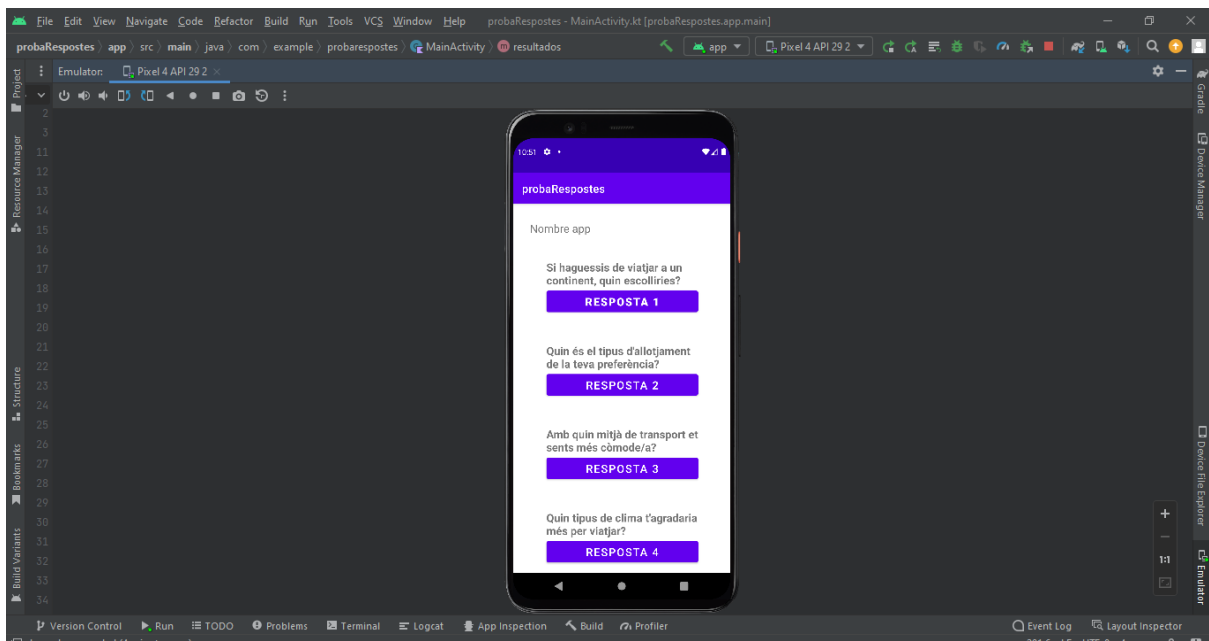 File Edit View Navigate Code Refactor Build Run Tools VCS Window Help probaRespostes - MainActivity.kt [probaRespostes.app.main]
probaRespostes app src main java com example probarespostes MainActivity resultados app Pixel 4 API 29 2
Emulator: Pixel 4 API 29 2
Project
Resource Manager
Structure
Bookmarks
Build Variants
2
3
11
12
13
14
15
16
17
18
19
20
21
22
23
24
25
26
27
28
29
30
31
32
33
34
10:51
probaRespostes
Nombre app
Si haguessis de viatjar a un
continent, quin escolliries?
RESPOSTA 1
Quin és el tipus d'allotjament
de la teva preferència?
RESPOSTA 2
Amb quin mitjà de transport et
sents més còmode/a?
RESPOSTA 3
Quin tipus de clima t'agradaria
més per viatjar?
RESPOSTA 4
Gradle
Device Manager
Device File Explorer
Emulator
1:1
Version Control Run TODO Problems Terminal Logcat App Inspection Build Profiler Event Log Layout Inspector